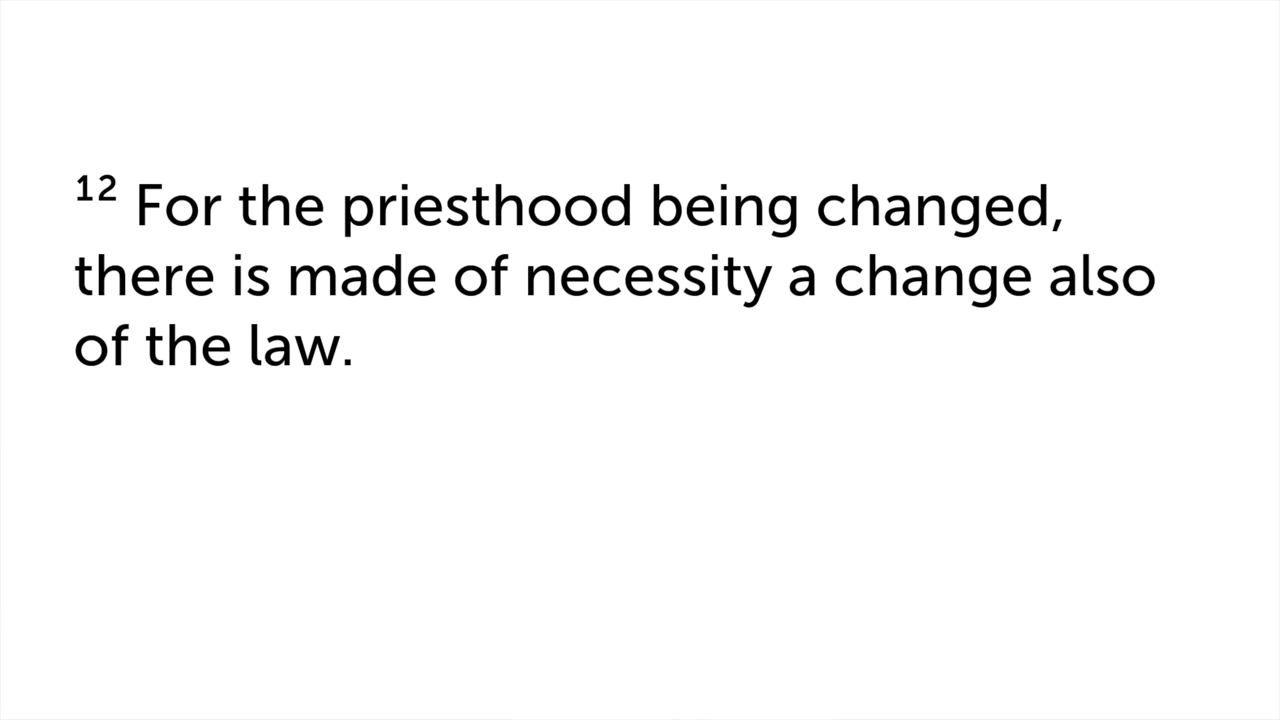 ¹² For the priesthood being changed,
there is made of necessity a change also
of the law.